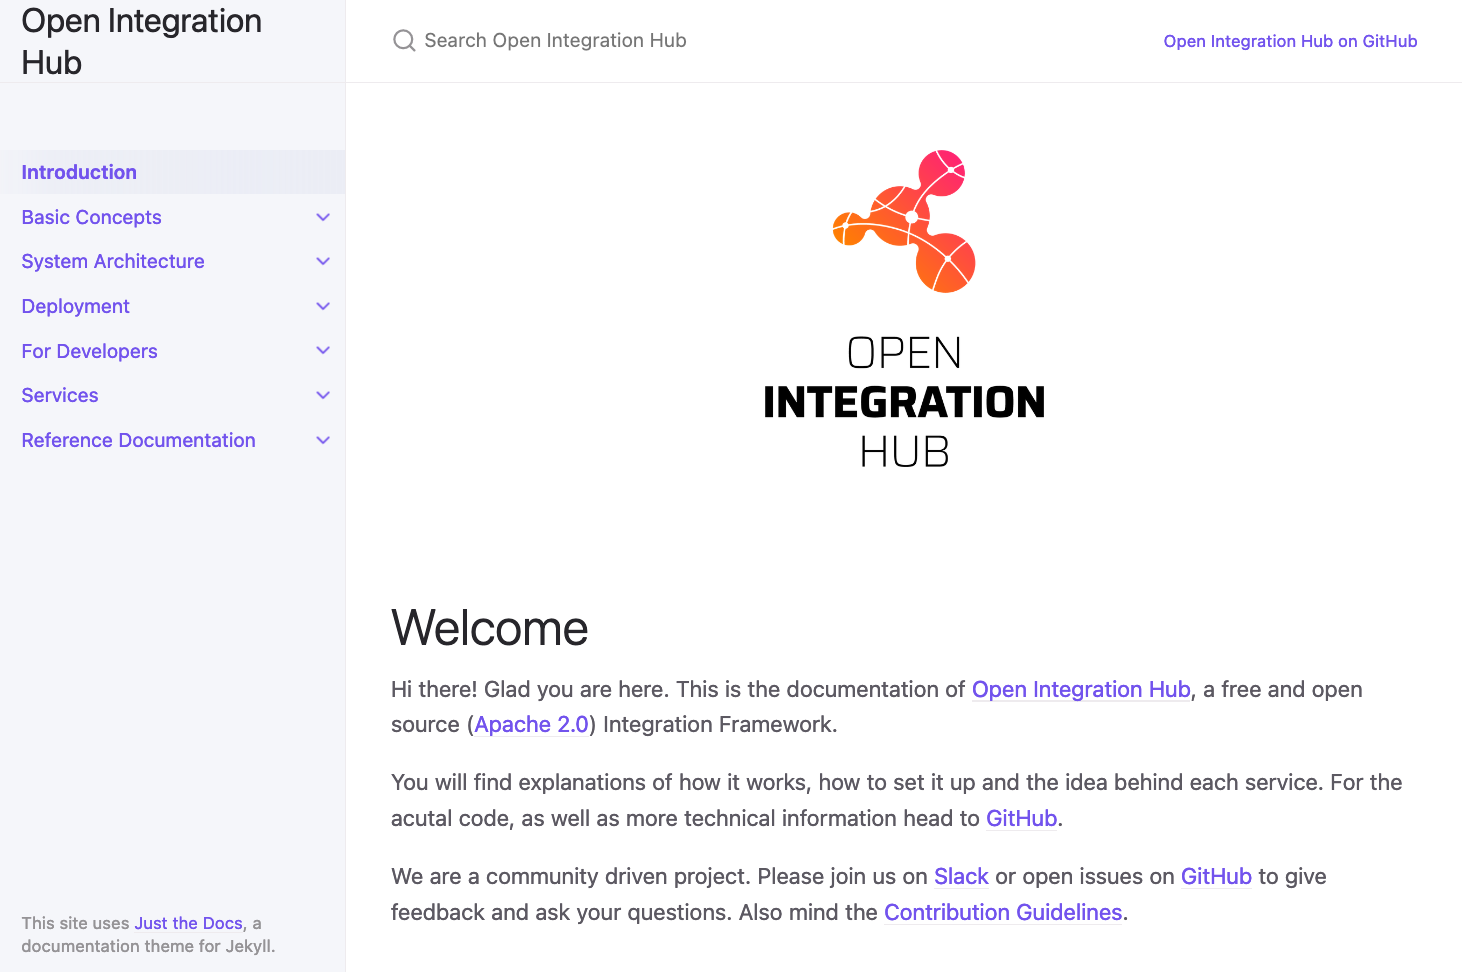 Open Integration
Hub
Search Open Integration Hub
Open Integration Hub on GitHub
Introduction
Basic Concepts
System Architecture
Deployment
For Developers
Services
Reference Documentation
This site uses Just the Docs, a
documentation theme for Jekyll.
OPEN
INTEGRATION
HUB
Welcome
Hi there! Glad you are here. This is the documentation of Open Integration Hub, a free and open
source (Apache 2.0) Integration Framework.
You will find explanations of how it works, how to set it up and the idea behind each service. For the
acutal code, as well as more technical information head to GitHub.
We are a community driven project. Please join us on Slack or open issues on GitHub to give
feedback and ask your questions. Also mind the Contribution Guidelines.